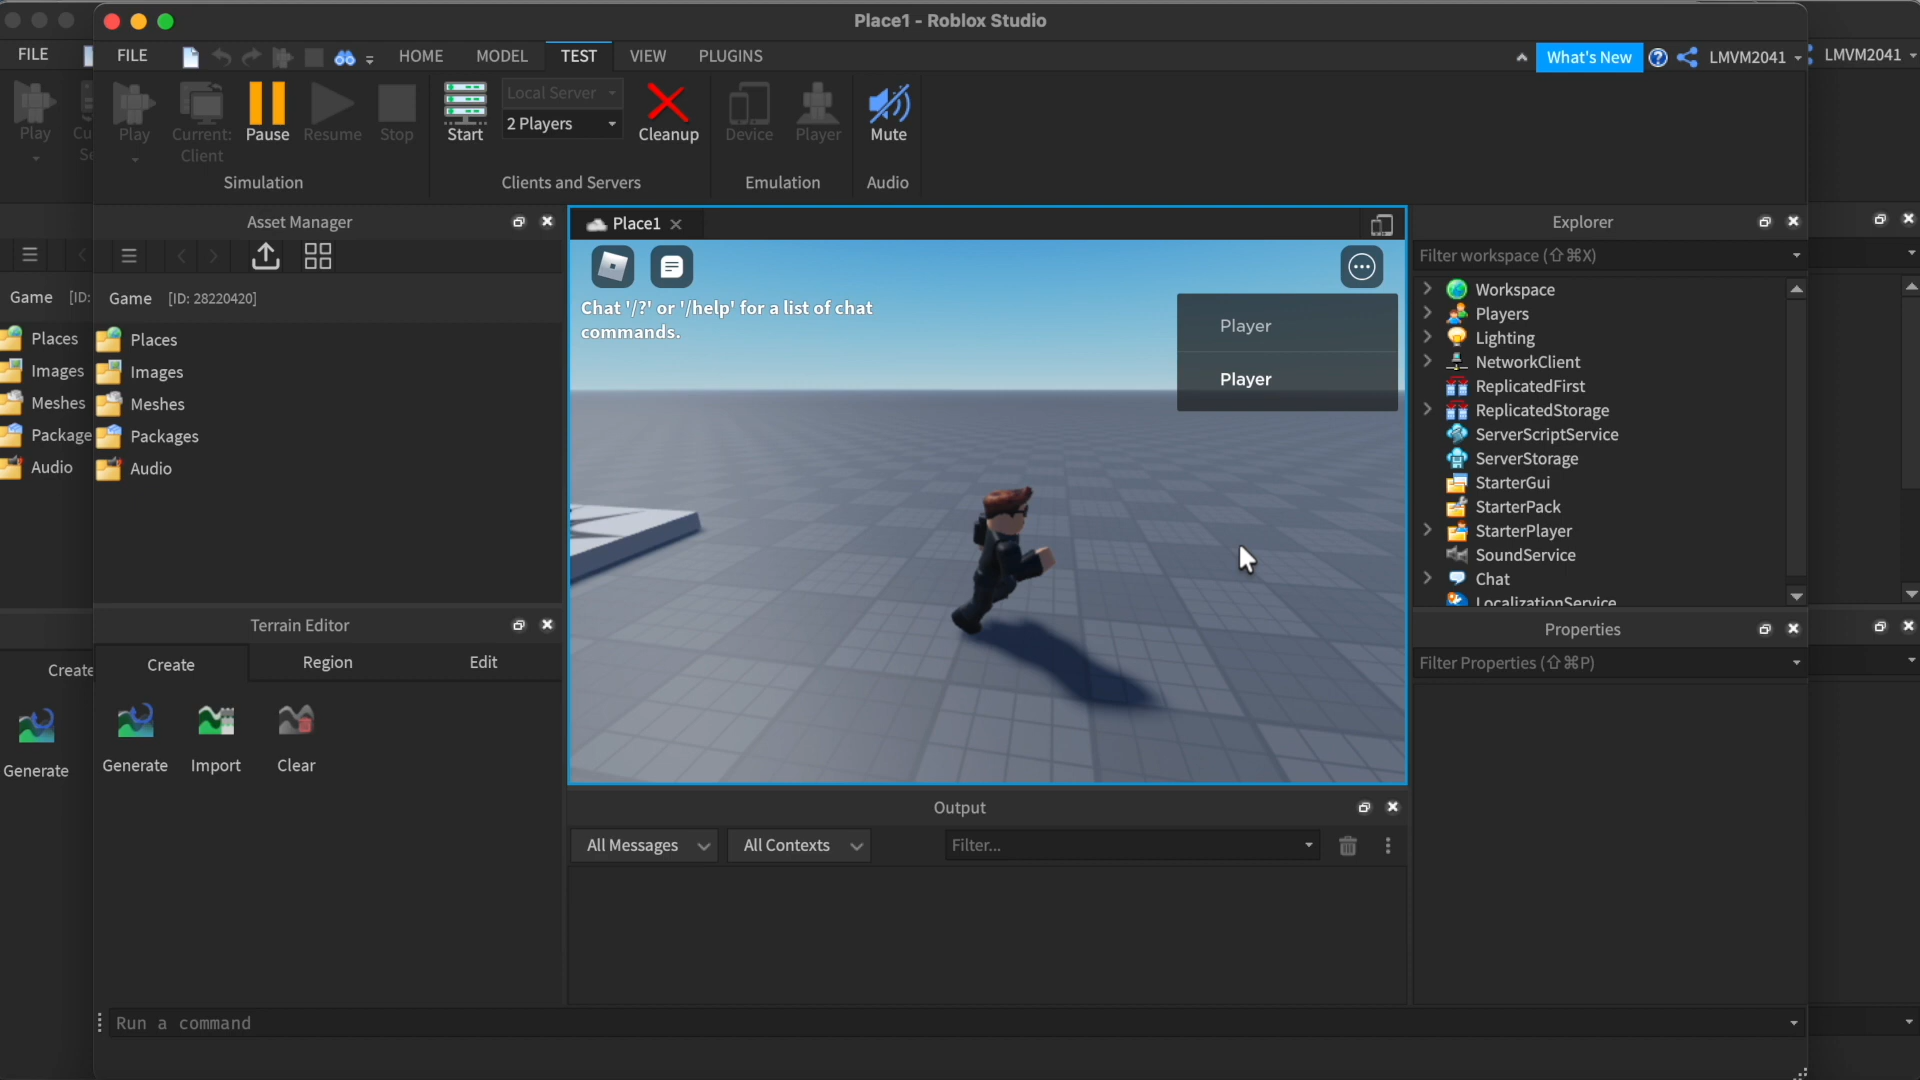 Place1 - Roblox Studio
FILE
FILE
HOME
MODEL
TEST
VIEW
PLUGINS
What's New
LMVM2041
LMVM2041
Play
Play
Current:
Client
Pause
Resume
Stop
Simulation
Start
Local Server
2 Players
Clients and Servers
Cleanup
Device
Player
Emulation
Mute
Audio
Asset Manager
Game [ID:
Game [ID: 28220420]
Places
Images
Meshes
Package
Audio
Places
Images
Meshes
Packages
Audio
Terrain Editor
Create
Create
Region
Edit
Generate
Generate
Import
Clear
Place1
Chat '/?' or '/help' for a list of chat
commands.
Player
Player
Output
All Messages
All Contexts
Filter...
Explorer
Filter workspace (⇧⌘X)
Workspace
Players
Lighting
NetworkClient
ReplicatedFirst
ReplicatedStorage
ServerScriptService
ServerStorage
StarterGui
StarterPack
StarterPlayer
SoundService
Chat
LocalizationService
Properties
Filter Properties (⇧⌘P)
Run a command